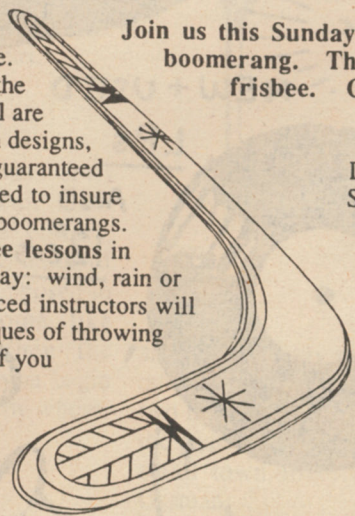 Join us this Sunday
boomerang. Th
frisbee.
e.
the
l are
designs,
guaranteed
ed to insure
boomerangs.
ee lessons in
ay: wind, rain or
ced instructors will
ques of throwing
f you